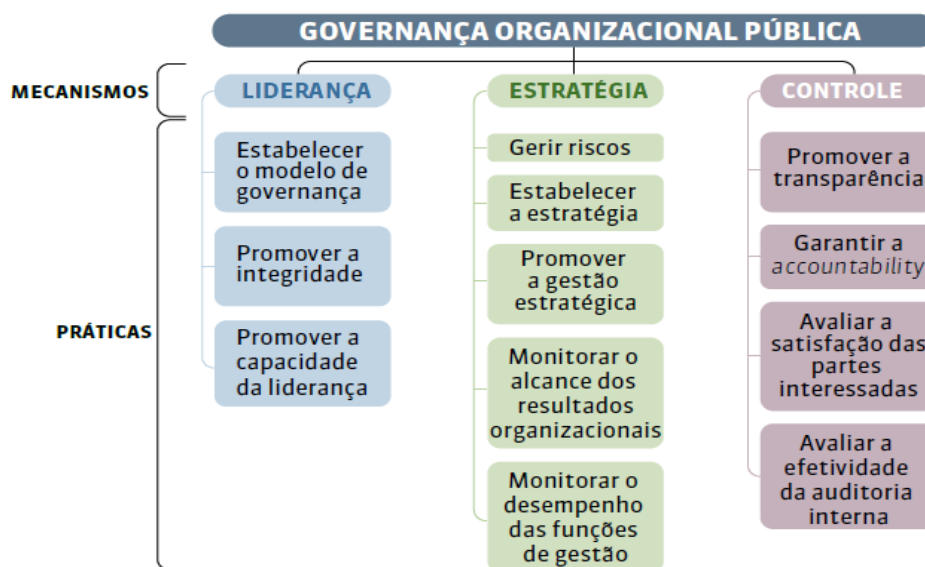 GOVERNANÇA ORGANIZACIONAL PÚBLICA
MECANISMOS
LIDERANÇA
ESTRATÉGIA
CONTROLE
PRÁTICAS
Estabelecer
o modelo de
governança
Promover a
integridade
Promover a
capacidade
da liderança
Gerir riscos
Estabelecer
a estratégia
Promover
a gestão
estratégica
Monitorar o
alcance dos
resultados
organizacionais
Monitorar o
desempenho
das funções
de gestão
Promover a
transparência
Garantir a
accountability
Avaliar a
satisfação das
partes
interessadas
Avaliar a
efetividade
da auditoria
interna